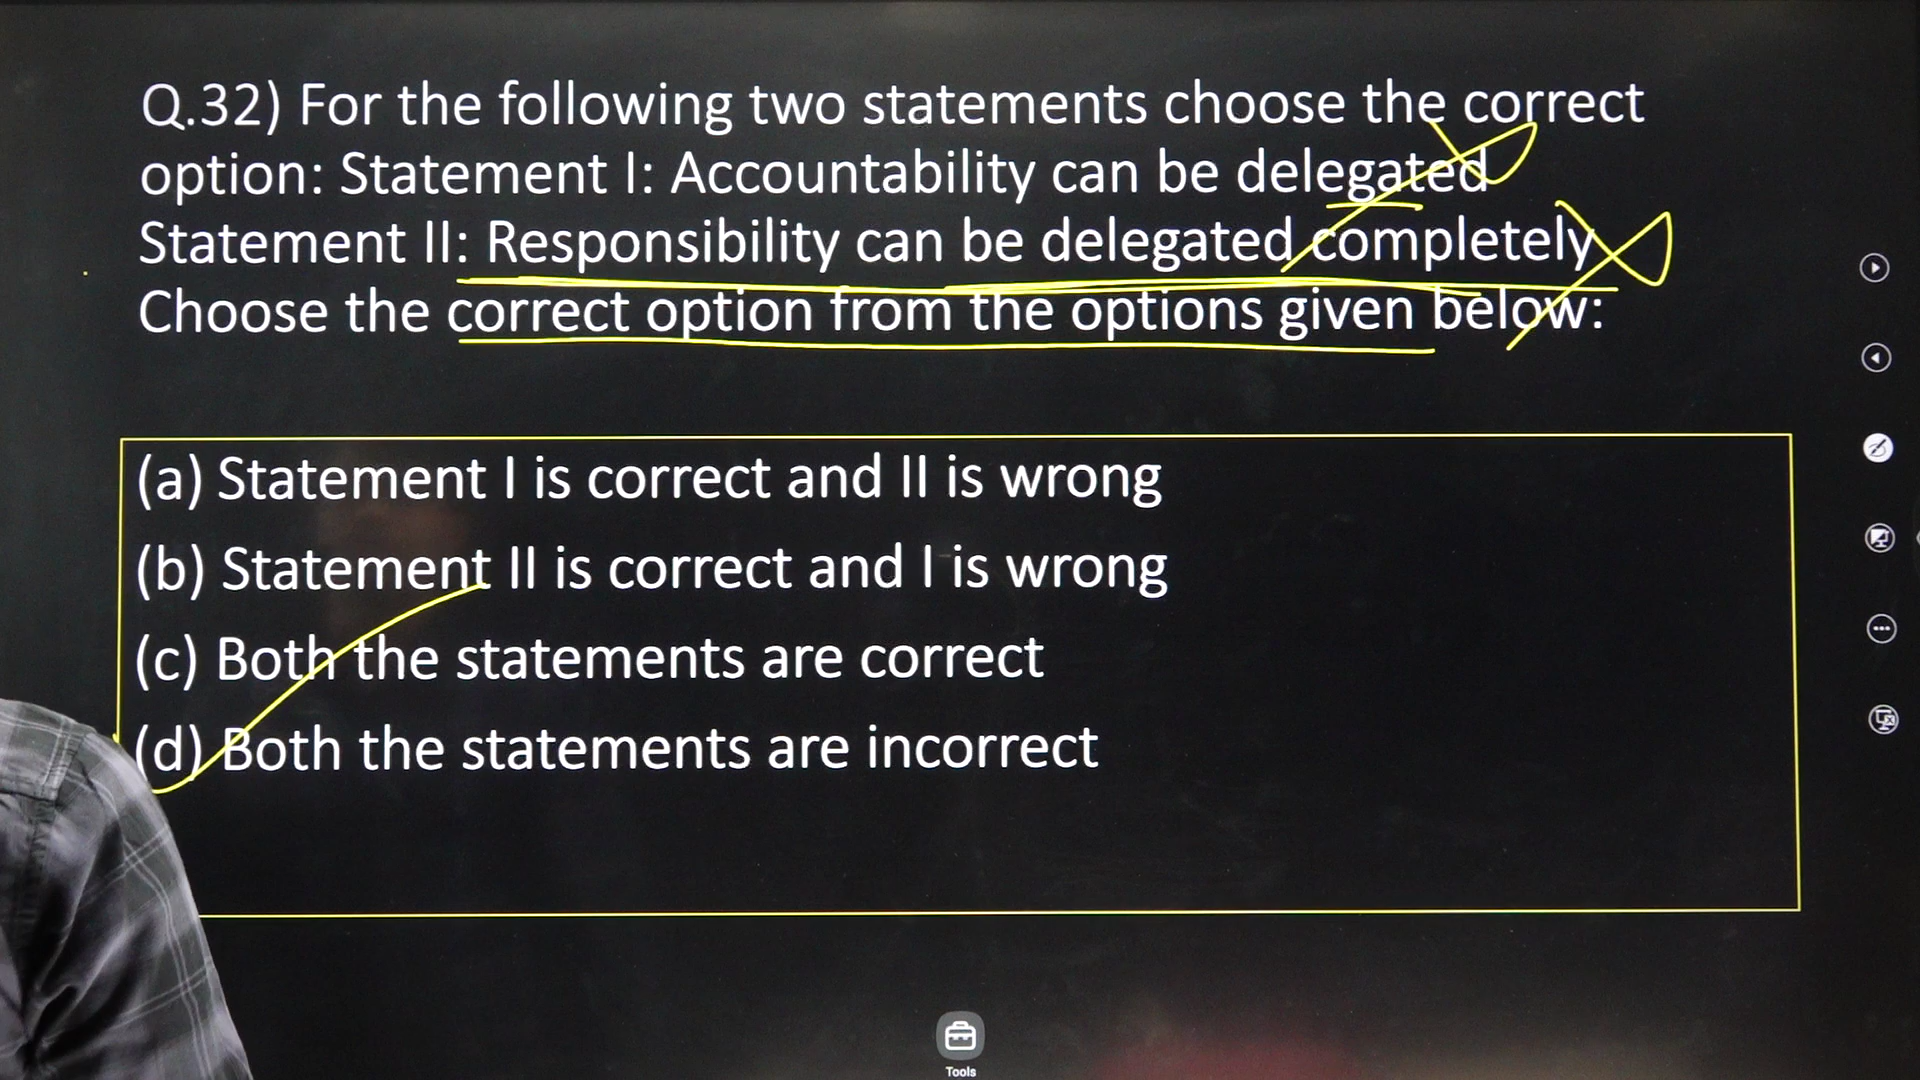 Q.32) For the following two statements choose the correct
option: Statement I: Accountability can be delegated
Statement II: Responsibility can be delegated completely
Choose the correct option from the options given below:
(a) Statement I is correct and II is wrong
(b) Statement II is correct and I is wrong
(c) Both the statements are correct
(d) Both the statements are incorrect
Tools